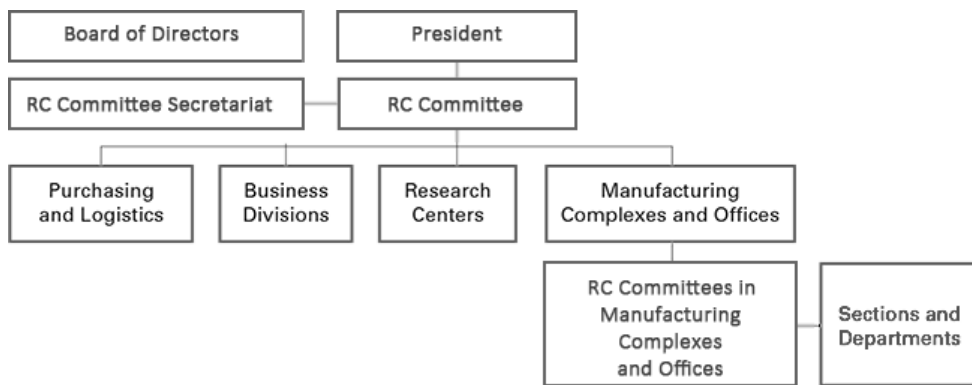 Board of Directors
President
RC Committee Secretariat
RC Committee
Purchasing
and Logistics
Business
Divisions
Research
Centers
Manufacturing
Complexes and Offices
RC Committees in
Manufacturing
Complexes
and Offices
Sections and
Departments